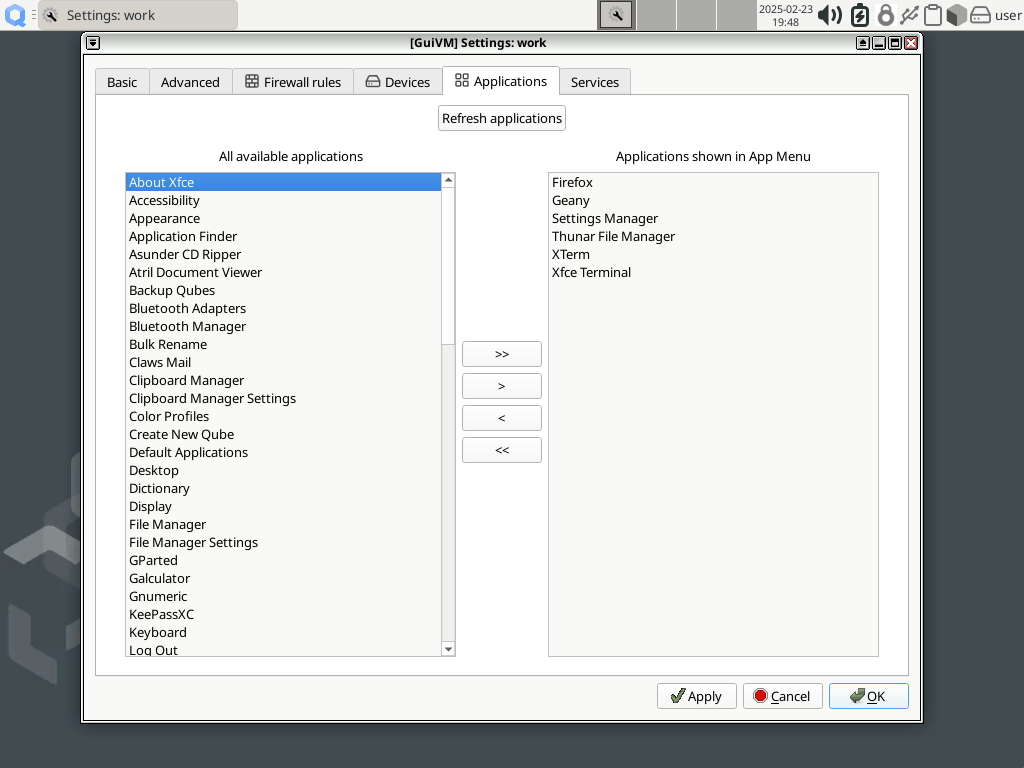 Settings: work
2025-02-23
19:48
user
[GuiVM] Settings: work
Basic
Advanced
Firewall rules
Devices
Applications
Services
Refresh applications
All available applications
Applications shown in App Menu
About Xfce
Accessibility
Appearance
Application Finder
Asunder CD Ripper
Atril Document Viewer
Backup Qubes
Bluetooth Adapters
Bluetooth Manager
Bulk Rename
Claws Mail
Clipboard Manager
Clipboard Manager Settings
Color Profiles
Create New Qube
Default Applications
Desktop
Dictionary
Display
File Manager
File Manager Settings
GParted
Galculator
Gnumeric
KeePassXC
Keyboard
Log Out
>>
>
<
<<
Firefox
Geany
Settings Manager
Thunar File Manager
XTerm
Xfce Terminal
Apply
Cancel
OK